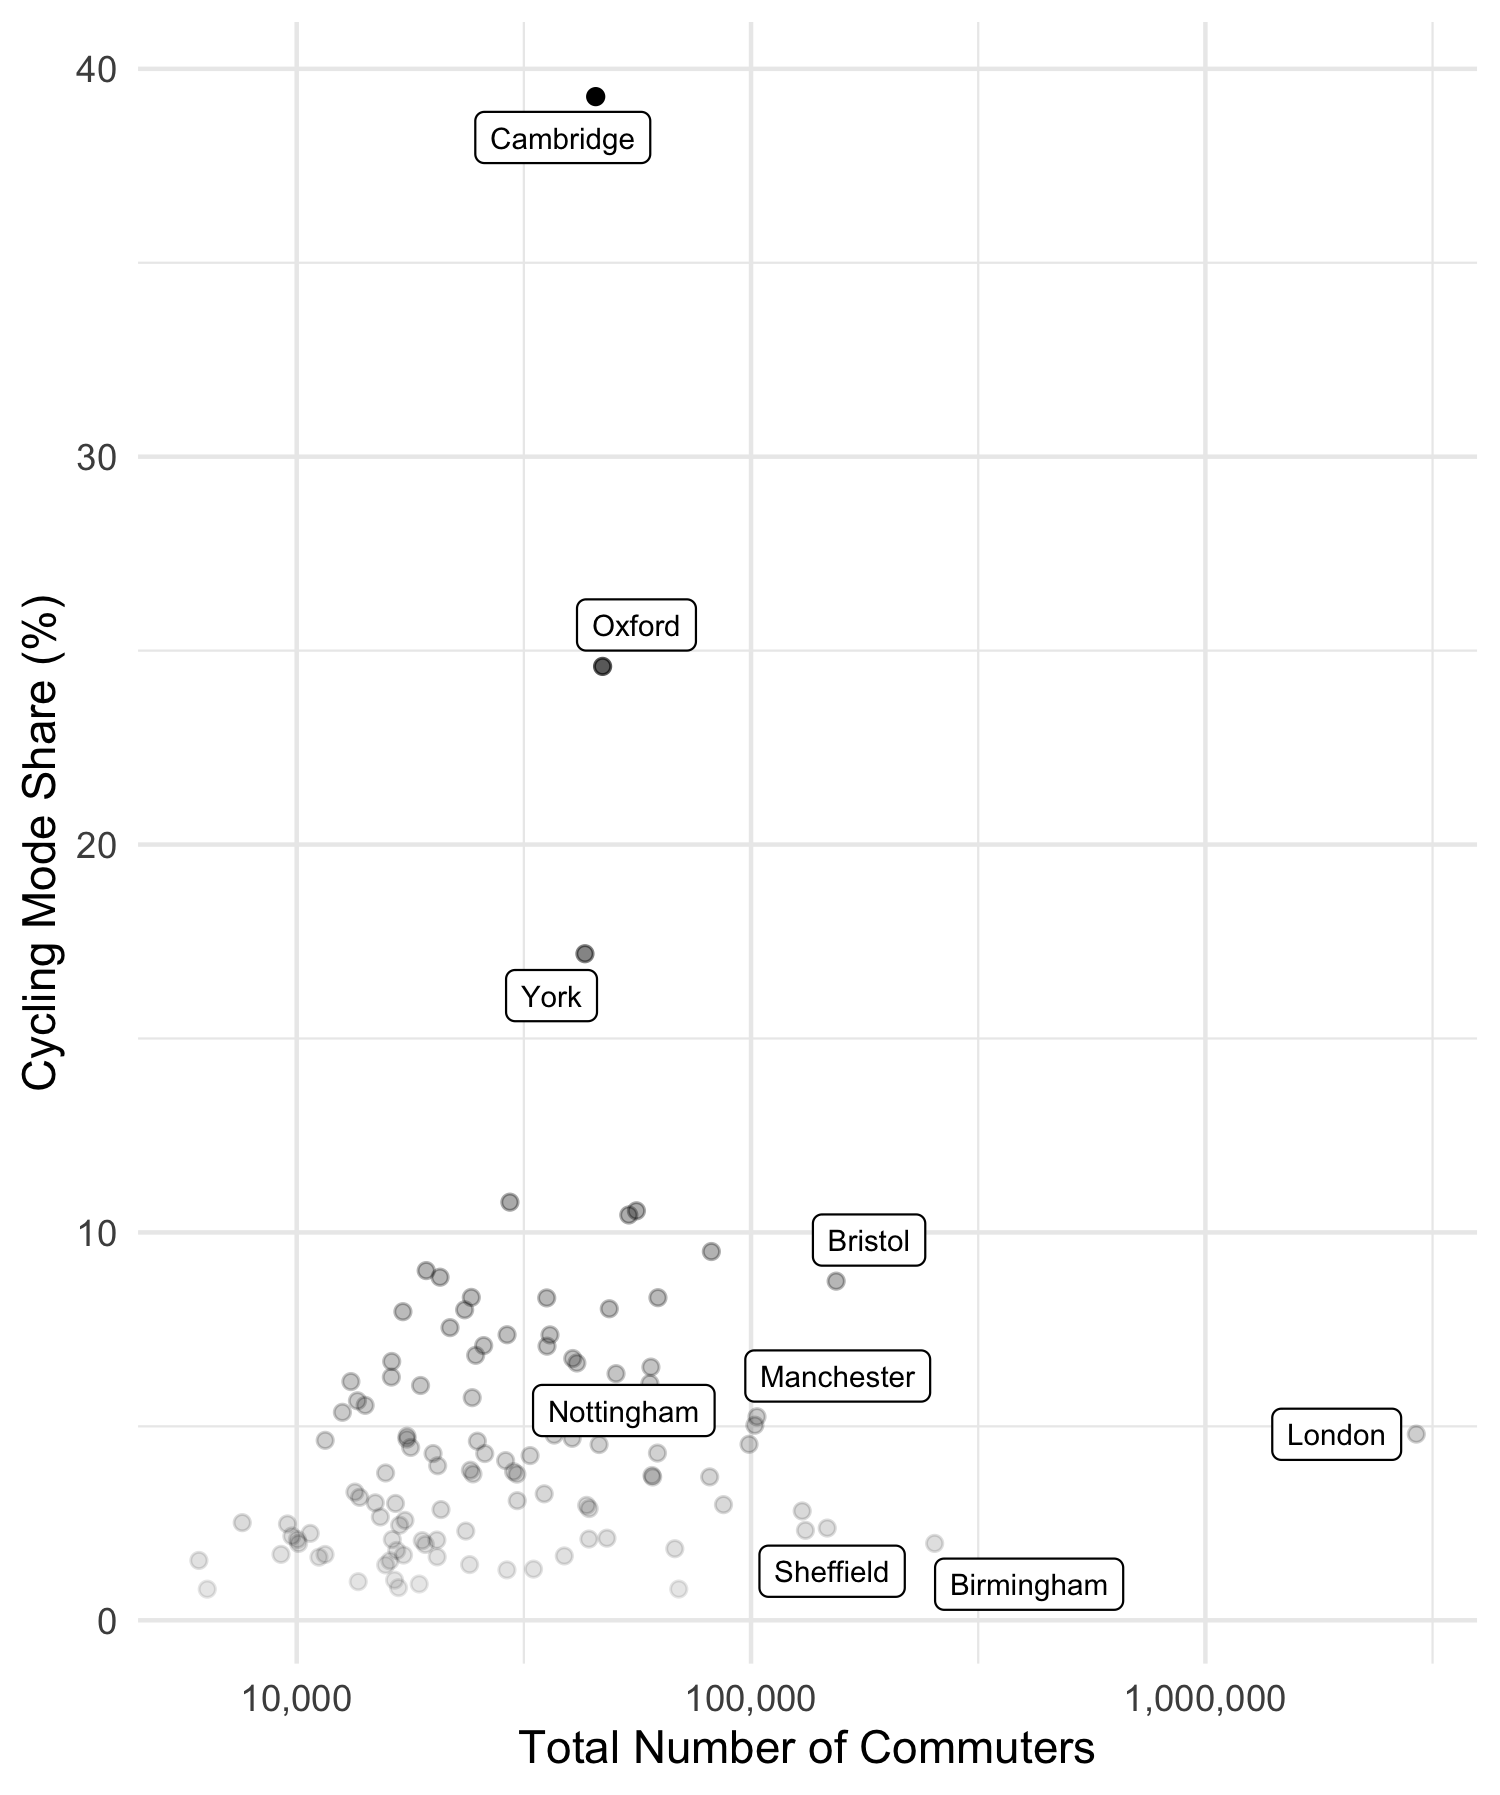 40
Cambridge
30
Oxford
20
York
10
Bristol
Manchester
Nottingham
London
Sheffield
Birmingham
0
10,000
100,000
1,000,000
Total Number of Commuters
Cycling Mode Share (%)